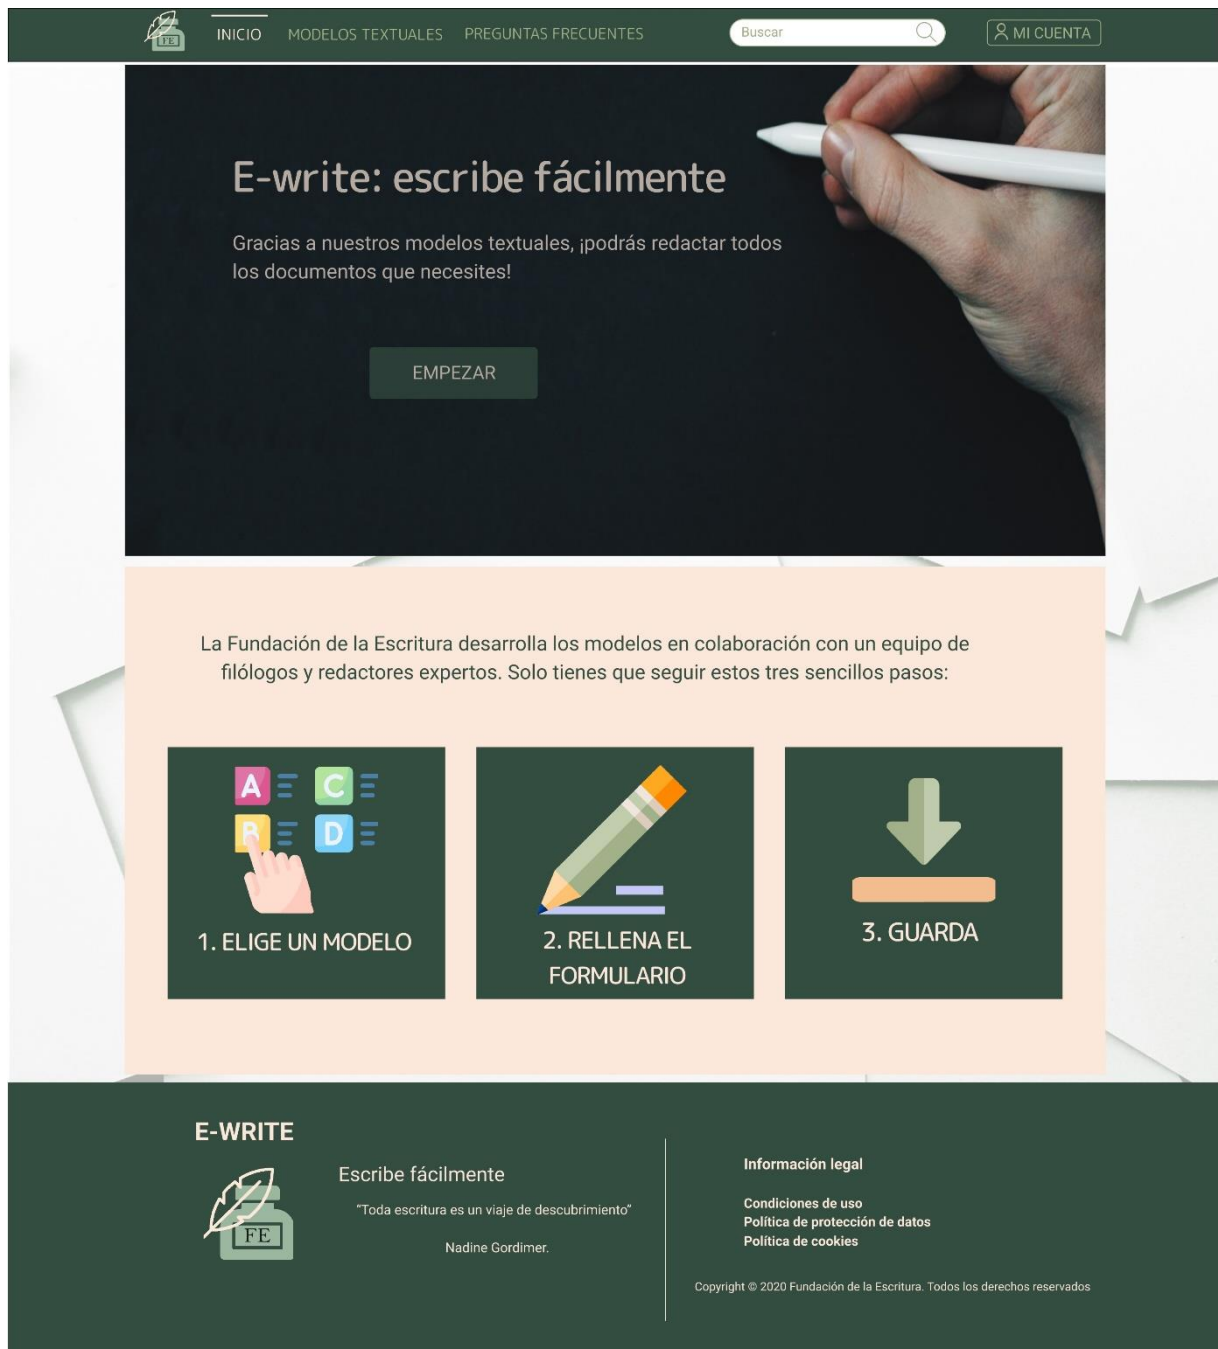 FE
INICIO
MODELOS TEXTUALES
PREGUNTAS FRECUENTES
Buscar
MI CUENTA
E-write: escribe fácilmente
Gracias a nuestros modelos textuales, ¡podrás redactar todos
los documentos que necesites!
EMPEZAR
La Fundación de la Escritura desarrolla los modelos en colaboración con un equipo de
filólogos y redactores expertos. Solo tienes que seguir estos tres sencillos pasos:
A
C
B
D
1. ELIGE UN MODELO
2. RELLENA EL
FORMULARIO
3. GUARDA
E-WRITE
FE
Escribe fácilmente
“Toda escritura es un viaje de descubrimiento”
Nadine Gordimer.
Información legal
Condiciones de uso
Política de protección de datos
Política de cookies
Copyright © 2020 Fundación de la Escritura. Todos los derechos reservados